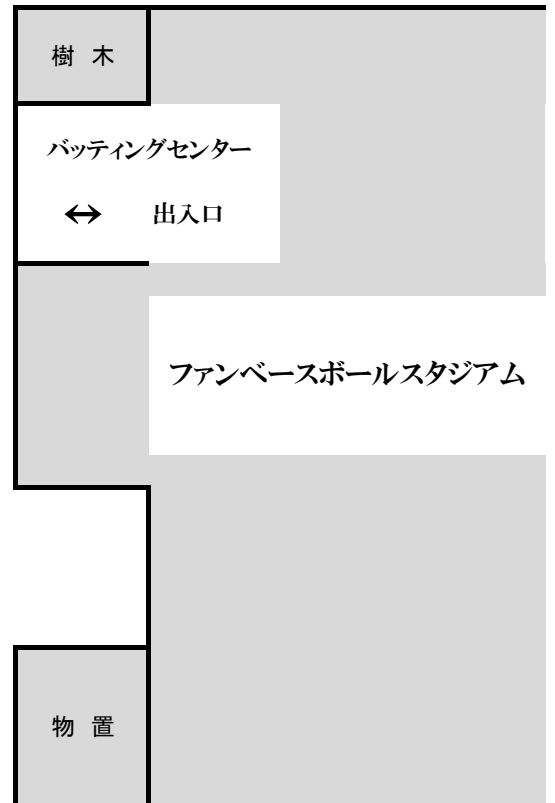 樹 木
バッティングセンター
↔ 出入口
ファンベースボールスタジアム
物 置